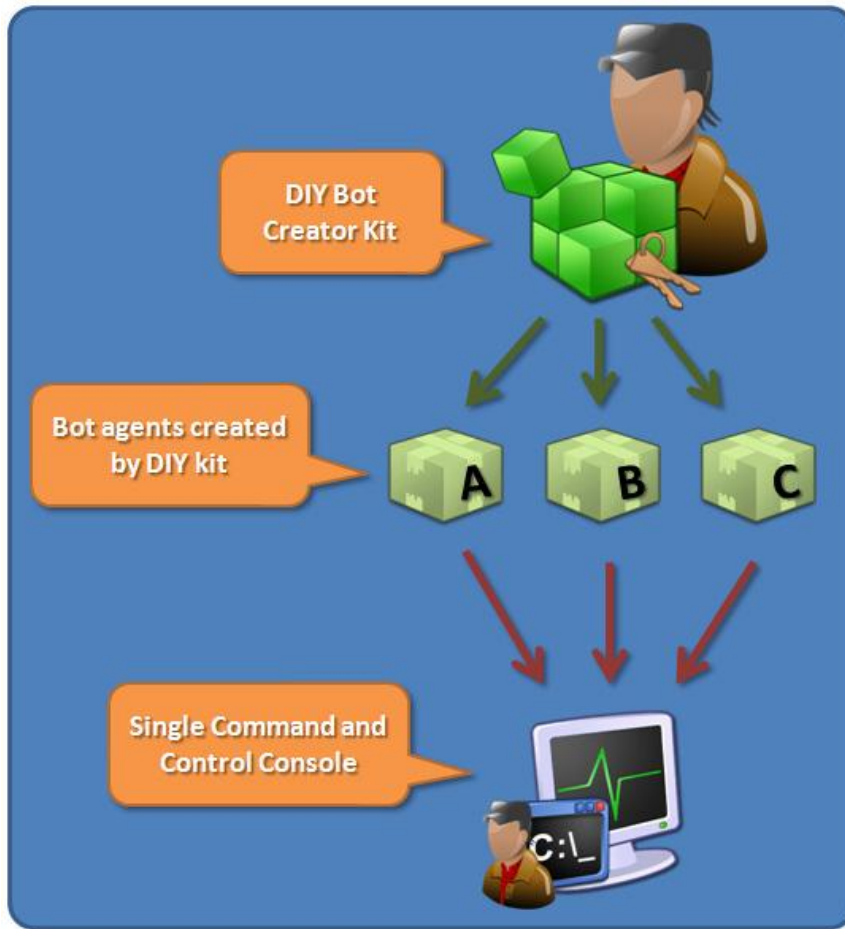 DIY Bot
Creator Kit
Bot agents created
by DIY kit
A
B
C
Single Command and
Control Console
C:\_